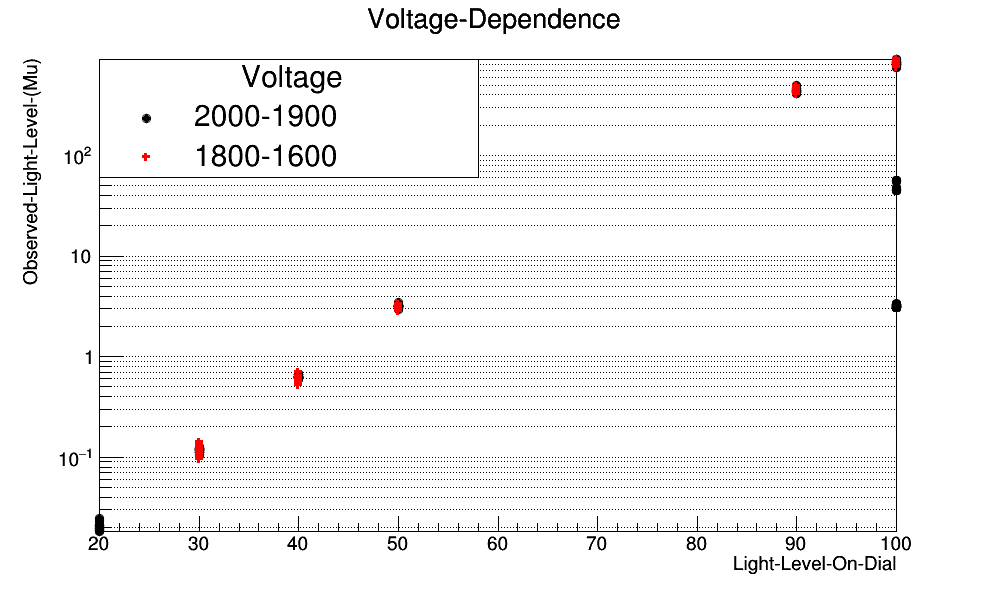 Voltage-Dependence
Observed-Light-Level-(Mu)
Voltage
2000-1900
1800-1600
10²
10
1
10⁻¹
20 30 40 50 60 70 80 90 100
Light-Level-On-Dial